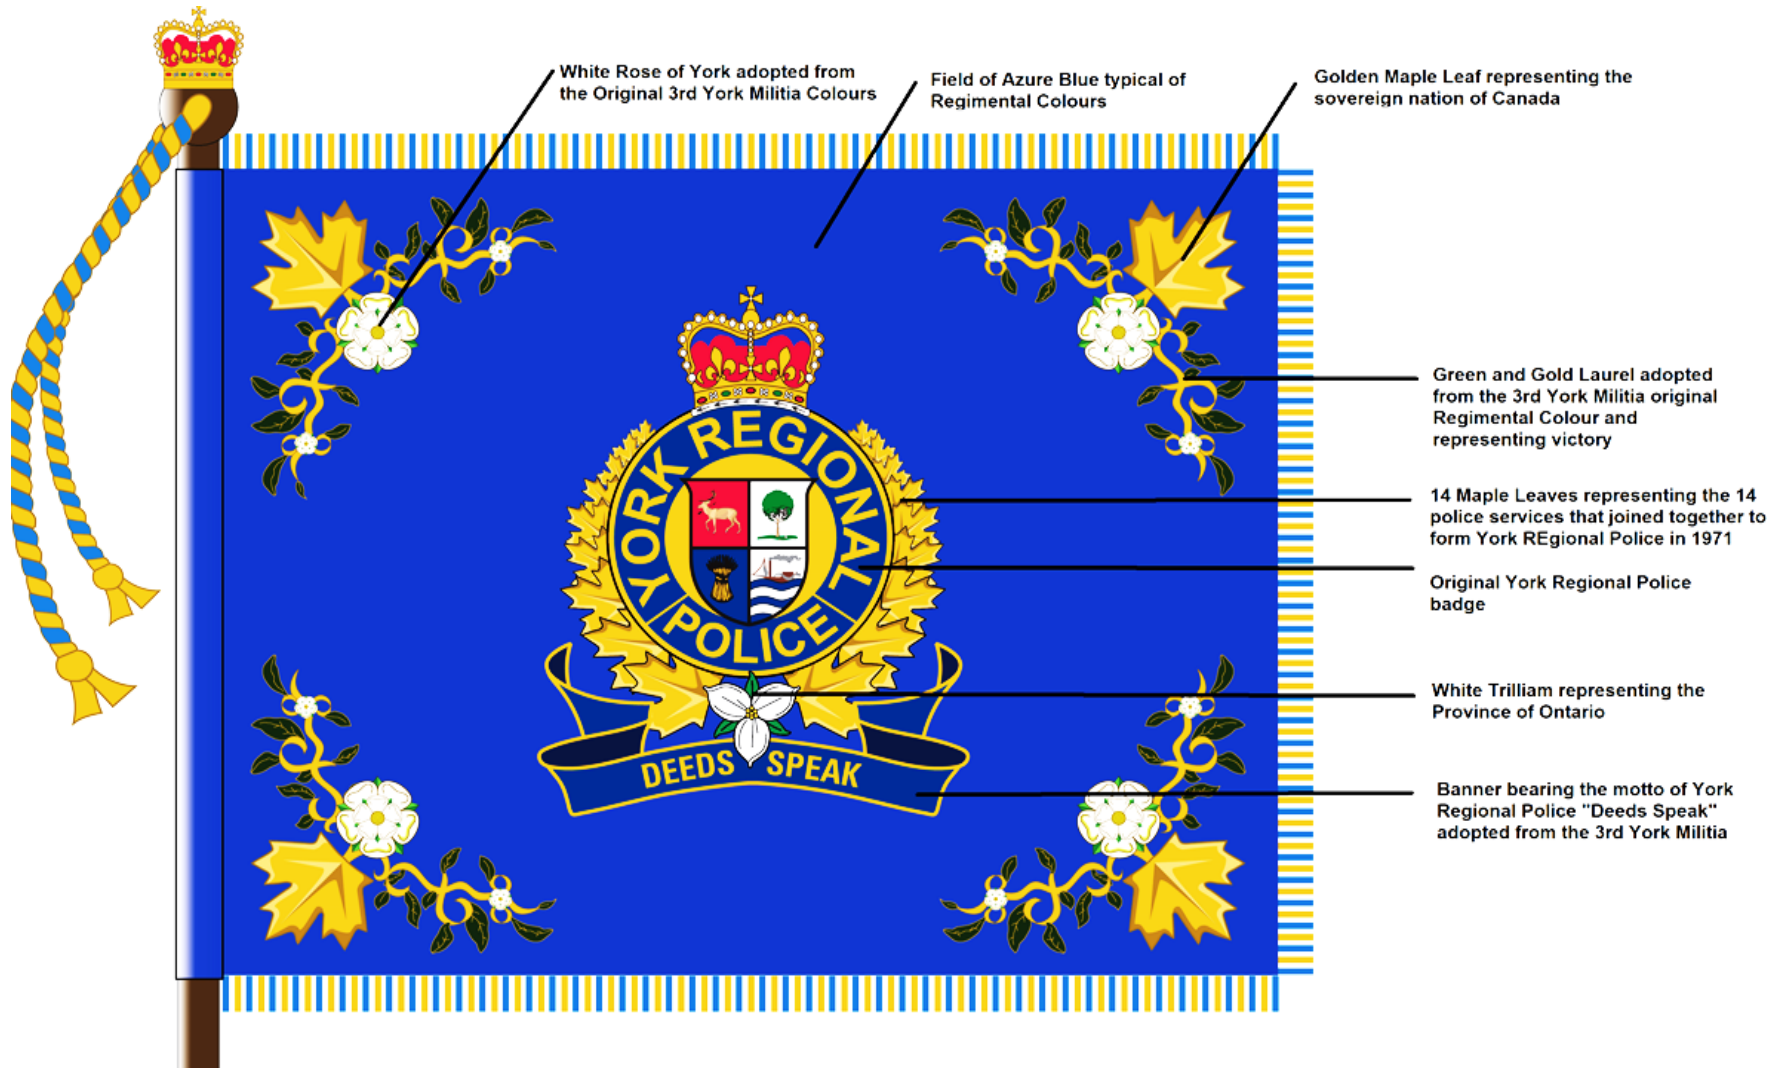 White Rose of York adopted from
the Original 3rd York Militia Colours
Field of Azure Blue typical of
Regimental Colours
Golden Maple Leaf representing the
sovereign nation of Canada
Green and Gold Laurel adopted
from the 3rd York Militia original
Regimental Colour and
representing victory
14 Maple Leaves representing the 14
police services that joined together to
form York REgional Police in 1971
Original York Regional Police
badge
White Trilliam representing the
Province of Ontario
Banner bearing the motto of York
Regional Police "Deeds Speak"
adopted from the 3rd York Militia
YORK REGIONAL
POLICE
DEEDS SPEAK